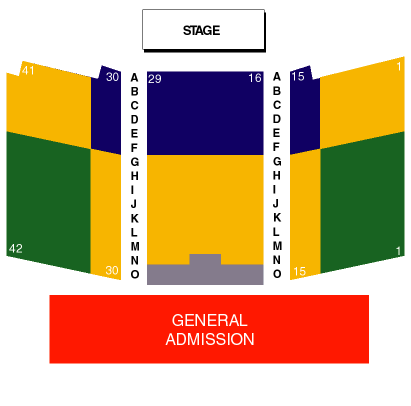 STAGE
41
30
A
29
16
A
15
1
B
B
C
C
D
D
E
E
F
F
G
G
H
H
I
I
J
J
K
K
L
L
M
M
42
1
N
N
30
O
O
15
GENERAL
ADMISSION